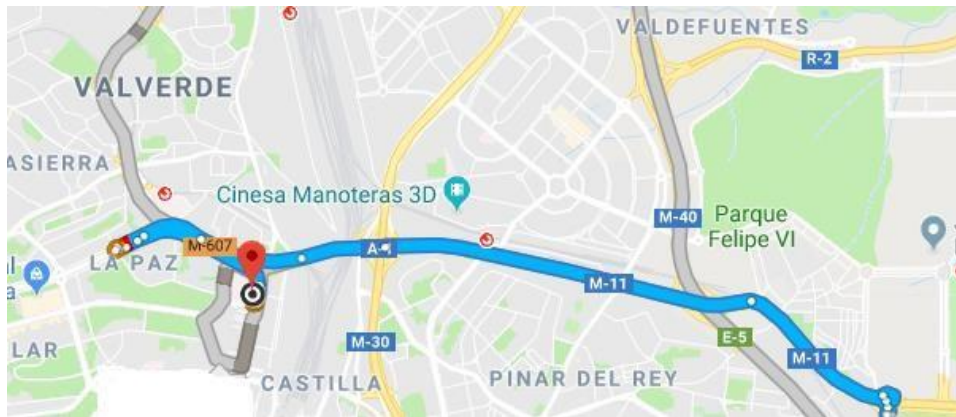 VALDEFUENTES
R-2
VALVERDE
ASIERRA
Cinesa Manoteras 3D
M-40
Parque
Felipe VI
M-607
LA PAZ
M-11
E-5
M-30
M-11
LAR
CASTILLA
PINAR DEL REY